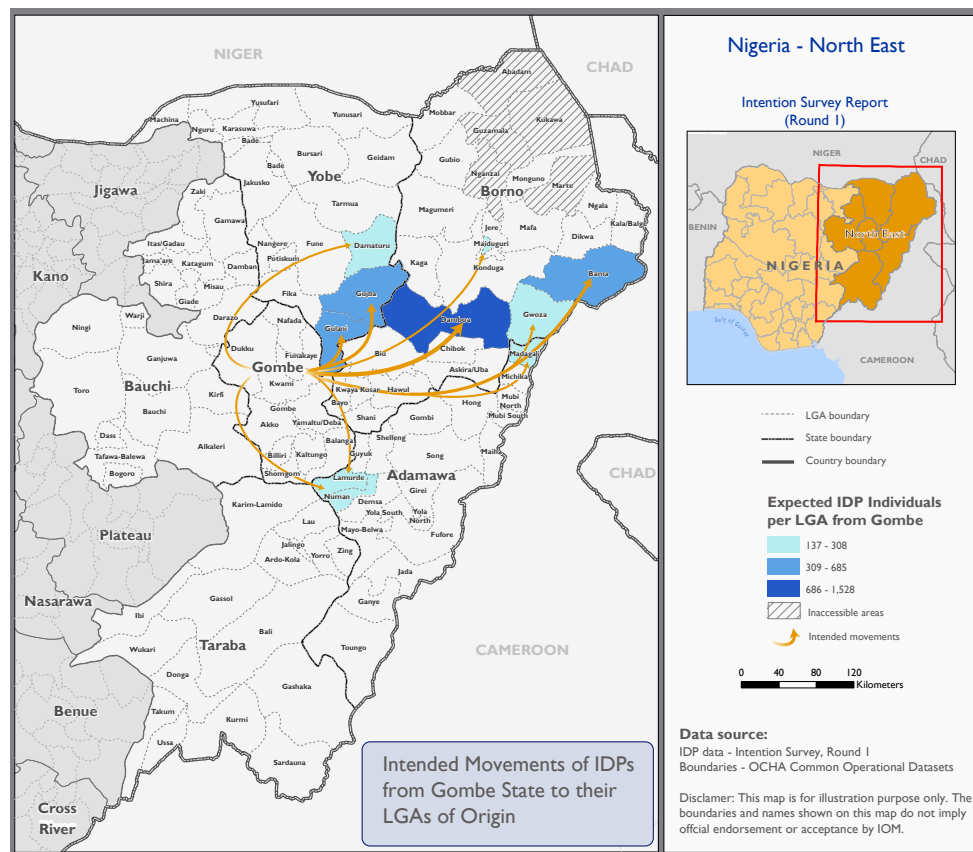 NIGER
CHAD
Abadam
Yusufari
Machina
Yunusari
Mobbar
Kukawa
Nguru
Karasuwa
Guzamala
Bade
Bursari
Geidam
Gubio
Bade
Yobe
Nganzai
Monguno
Jigawa
Zaki
Jakusko
Borno
Marte
Tarmua
Magumeri
Ngala
Gamawa
Jere
Mafa
Kala/Balge
Itas/Gadau
Nangere
Fune
Damaturu
Maiduguri
Dikwa
Jama'are
Katagum
Damban
Potiskum
Kaga
Konduga
Bama
Kano
Shira
Misau
Giade
Fika
Gujba
Ningi
Warji
Darazo
Nafada
Gulani
Damboa
Gwoza
Ganjuwa
Dukku
Funakaye
Biu
Chibok
Madagali
Gombe
Askira/Uba
Toro
Bauchi
Kirfi
Kwami
Kwaya Kusar
Hawul
Michika
Bauchi
Gombe
Bayo
Hong
Mubi
North
Akko
Yamaltu/Deba
Shani
Gombi
Mubi South
Dass
Alkaleri
Balanga
Shelleng
Tafawa-Balewa
Billiri
Kaltungo
Guyuk
Song
Maiha
Bogoro
Shomgom
Lamurde
Adamawa
CHAD
Karim-Lamido
Numan
Girei
Demsa
Yola South
Yola
North
Plateau
Lau
Mayo-Belwa
Fufore
Jalingo
Yorro
Zing
Ardo-Kola
Jada
Nasarawa
Gassol
Ganye
Ibi
Bali
Taraba
Wukari
Toungo
CAMEROON
Donga
Gashaka
Benue
Takum
Kurmi
Ussa
Sardauna
Cross
River
Intended Movements of IDPs
from Gombe State to their
LGAs of Origin
Nigeria - North East
Intention Survey Report
(Round 1)
NIGER
CHAD
BENIN
North East
NIGERIA
Gulf of Guinea
CAMEROON
LGA boundary
State boundary
Country boundary
Expected IDP Individuals
per LGA from Gombe
137 - 308
309 - 685
686 - 1,528
Inaccessible areas
Intended movements
0 40 80 120
Kilometers
Data source:
IDP data - Intention Survey, Round 1
Boundaries - OCHA Common Operational Datasets
Disclamer: This map is for illustration purpose only. The
boundaries and names shown on this map do not imply
offcial endorsement or acceptance by IOM.